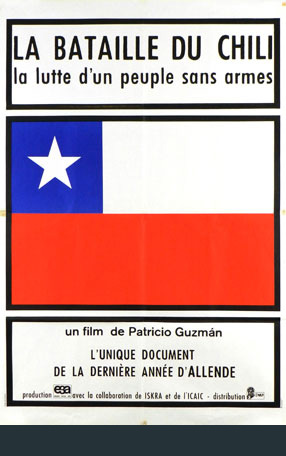 LA BATAILLE DU CHILI
la lutte d'un peuple sans armes
un film de Patricio Guzmán
L'UNIQUE DOCUMENT
DE LA DERNIÈRE ANNÉE D'ALLENDE
production avec la collaboration de ISKRA et de l'ICAIC - distribution